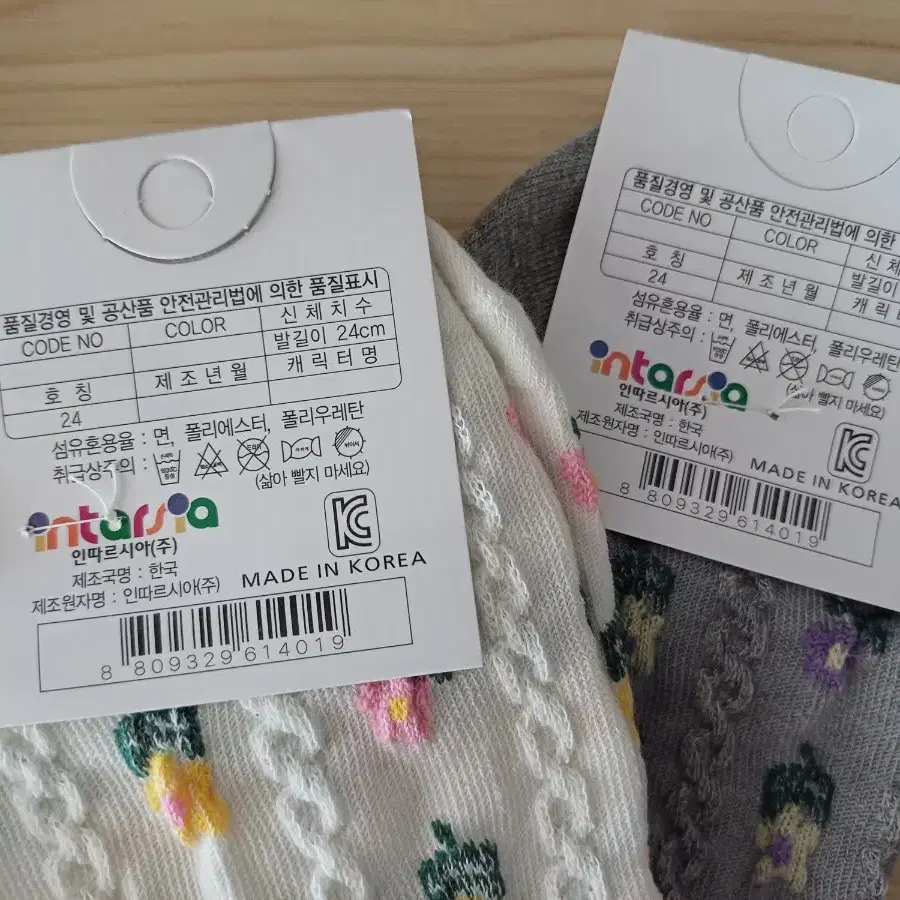 품질경영 및 공산품 안전관리법에 의한 품질표시
CODE NO COLOR 신 체 치 수
발길이 24cm
호 칭 제 조 년 월 캐 릭 터 명
24
섬유혼용율 : 면, 폴리에스터, 폴리우레탄
취급상주의 :
(삶아 빨지 마세요)
intarsia
인따르시아(주)
제조국명 : 한국
제조원자명 : 인따르시아(주)
MADE IN KOREA
8 809329 614019
품질경영 및 공산품 안전관리법에 의한
CODE NO COLOR 신 체
발길이
호 칭 제 조 년 월 캐 릭
24
섬유혼용율 : 면, 폴리에스터, 폴리우레탄
취급상주의 :
(삶아 빨지 마세요)
intarsia
인따르시아(주)
제조국명 : 한국
제조원자명 : 인따르시아(주)
MADE IN KOREA
8 809329 614019